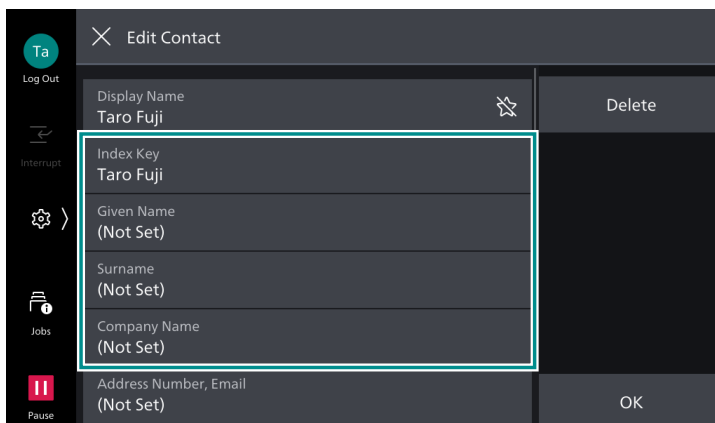 Ta
Log Out
Interrupt
Jobs
Pause
Edit Contact
Display Name
Taro Fuji
Index Key
Taro Fuji
Given Name
(Not Set)
Surname
(Not Set)
Company Name
(Not Set)
Address Number, Email
(Not Set)
Delete
OK